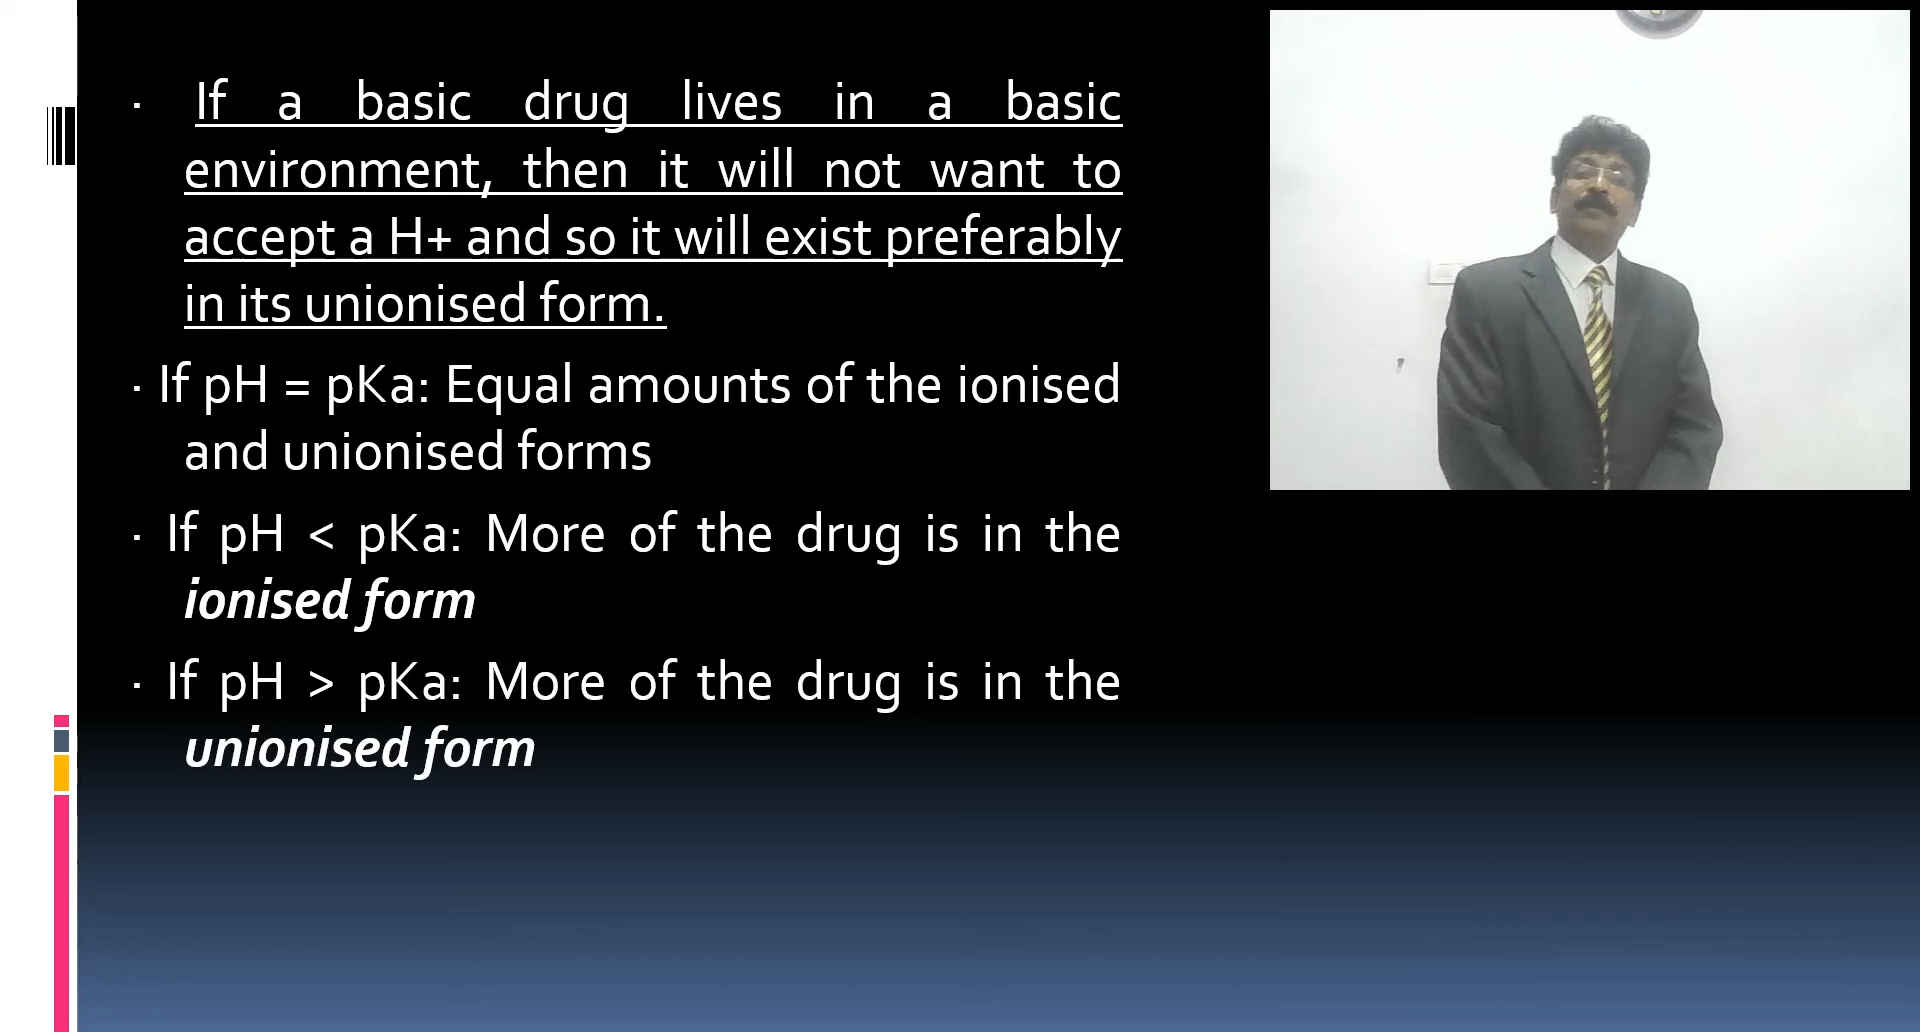 · If a basic drug lives in a basic
environment, then it will not want to
accept a H+ and so it will exist preferably
in its unionised form.
· If pH = pKa: Equal amounts of the ionised
and unionised forms
· If pH < pKa: More of the drug is in the
ionised form
· If pH > pKa: More of the drug is in the
unionised form